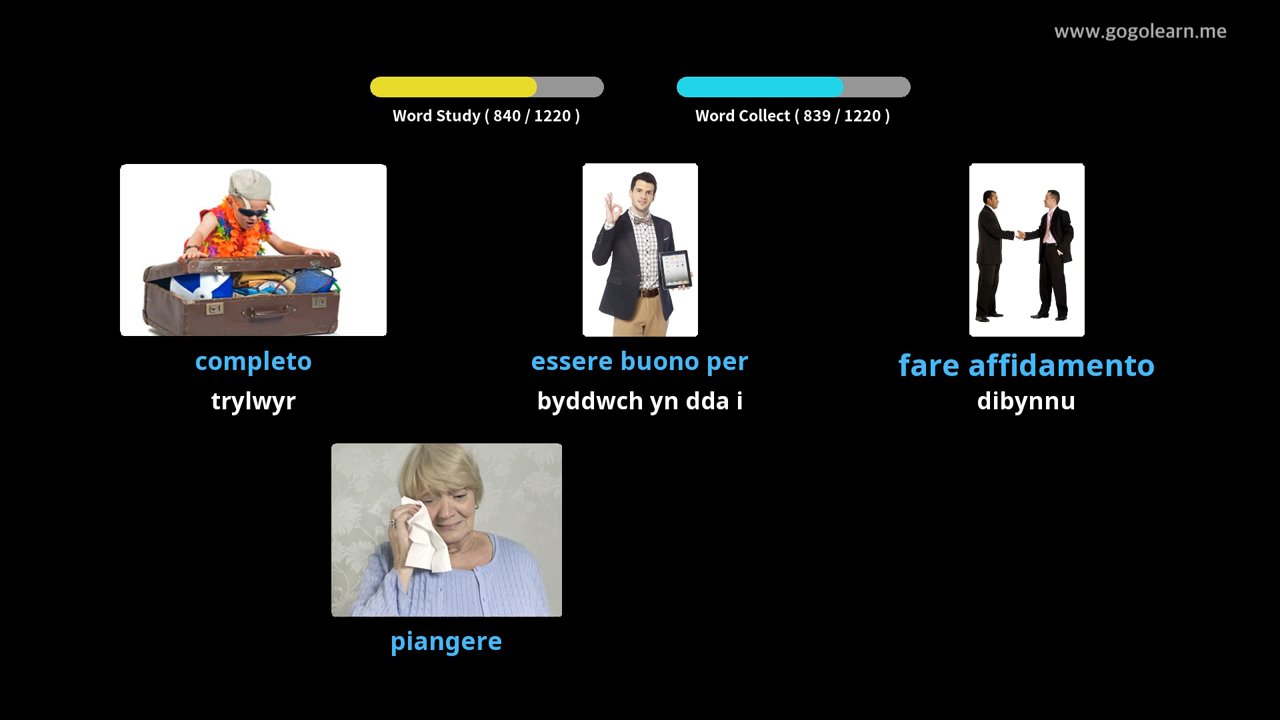 www.gogolearn.me
Word Study ( 840 / 1220 )
Word Collect ( 839 / 1220 )
completo
trylwyr
essere buono per
byddwch yn dda i
fare affidamento
dibynnu
piangere